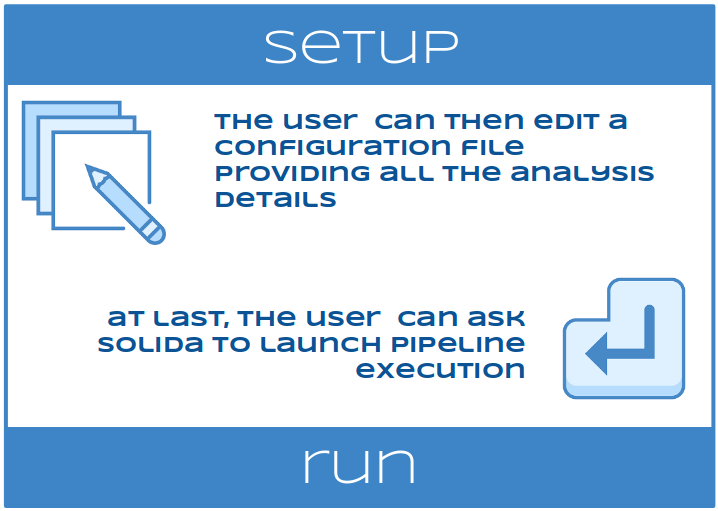 setup
The user can then edit a
configuration file
providing all the analysis
details
At last, the user can ask
solida to launch pipeline
execution
run